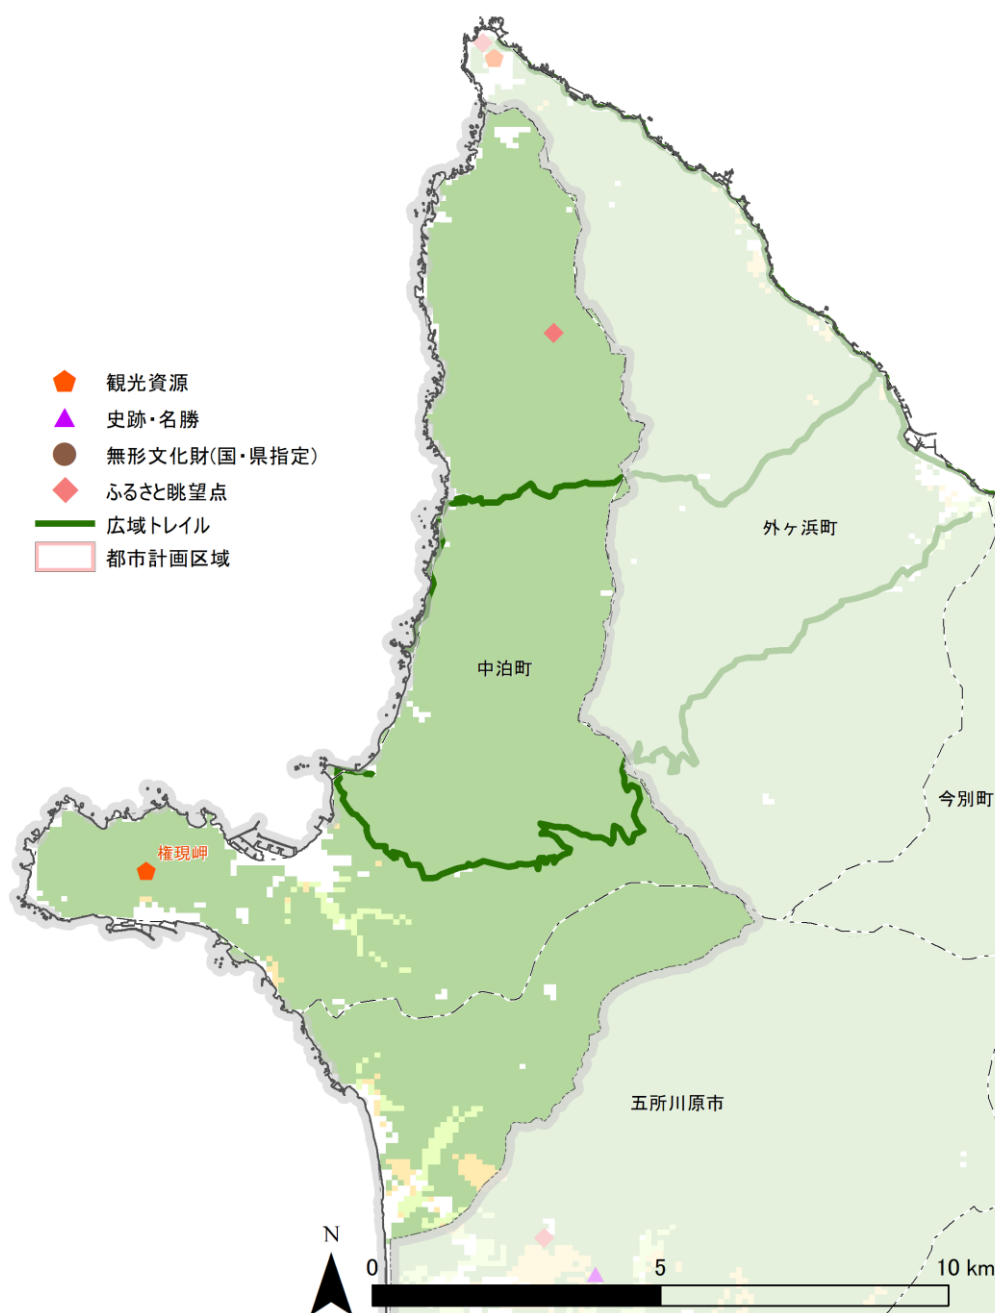 観光資源
史跡・名勝
無形文化財(国・県指定)
ふるさと眺望点
広域トレイル
都市計画区域
外ヶ浜町
中泊町
今別町
権現岬
五所川原市
N
0 5 10 km